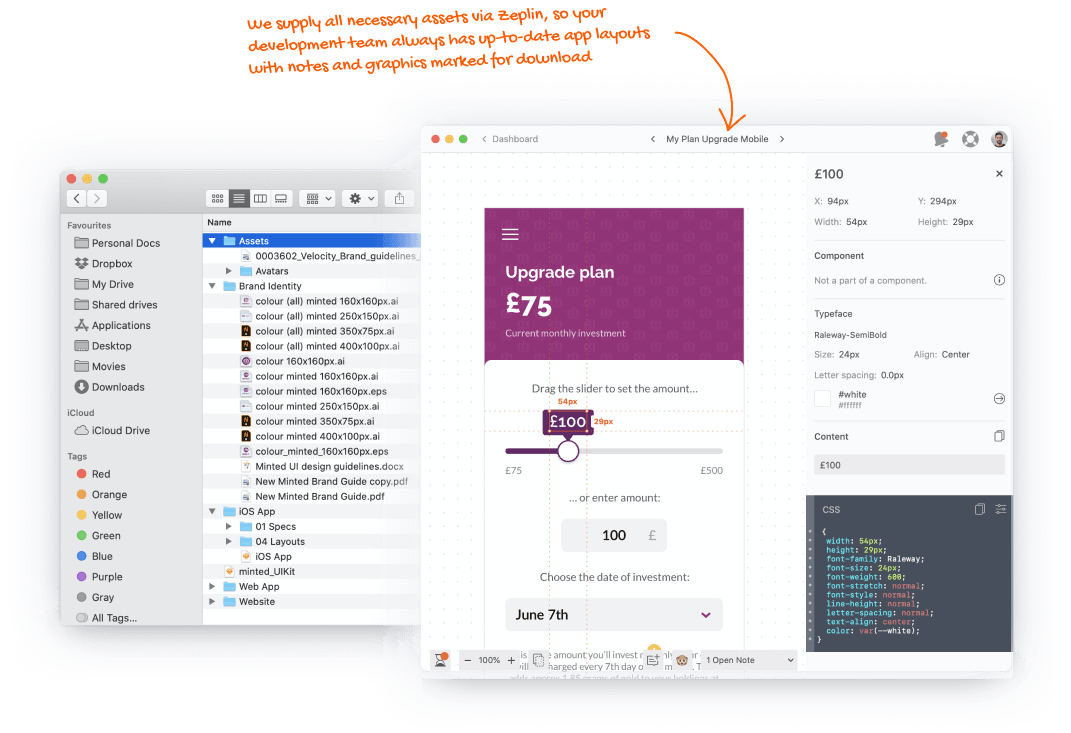 We supply all necessary assets via Zeplin, so your
development team always has up-to-date app layouts
with notes and graphics marked for download
Dashboard
My Plan Upgrade Mobile
Name
Favourites
Personal Docs
Dropbox
My Drive
Shared drives
Applications
Desktop
Movies
Downloads
iCloud
iCloud Drive
Tags
Red
Orange
Yellow
Green
Blue
Purple
Gray
All Tags...
Assets
0003602_Velocity_Brand_guidelines_
Avatars
Brand Identity
colour (all) minted 160x160px.ai
colour (all) minted 250x150px.ai
colour (all) minted 350x75px.ai
colour (all) minted 400x100px.ai
colour 160x160px.ai
colour minted 160x160px.ai
colour minted 160x160px.eps
colour minted 250x150px.ai
colour minted 350x75px.ai
colour minted 400x100px.ai
colour_minted_160x160px.eps
Minted UI design guidelines.docx
New Minted Brand Guide copy.pdf
New Minted Brand Guide.pdf
iOS App
01 Specs
04 Layouts
iOS App
minted_UIKit
Web App
Website
Upgrade plan
£75
Current monthly investment
Drag the slider to set the amount...
54px
£100
29px
£75 £500
... or enter amount:
100 £
Choose the date of investment:
June 7th
amount you'll invest
charged every 7th day
− 100% +
1 Open Note
£100
X: 94px Y: 294px
Width: 54px Height: 29px
Component
Not a part of a component.
Typeface
Raleway-SemiBold
Size: 24px Align: Center
Letter spacing: 0.0px
#white
#ffffff
Content
£100
CSS
{
width: 54px;
height: 29px;
font-family: Raleway;
font-size: 24px;
font-weight: 600;
font-stretch: normal;
font-style: normal;
line-height: normal;
letter-spacing: normal;
text-align: center;
color: var(--white);
}